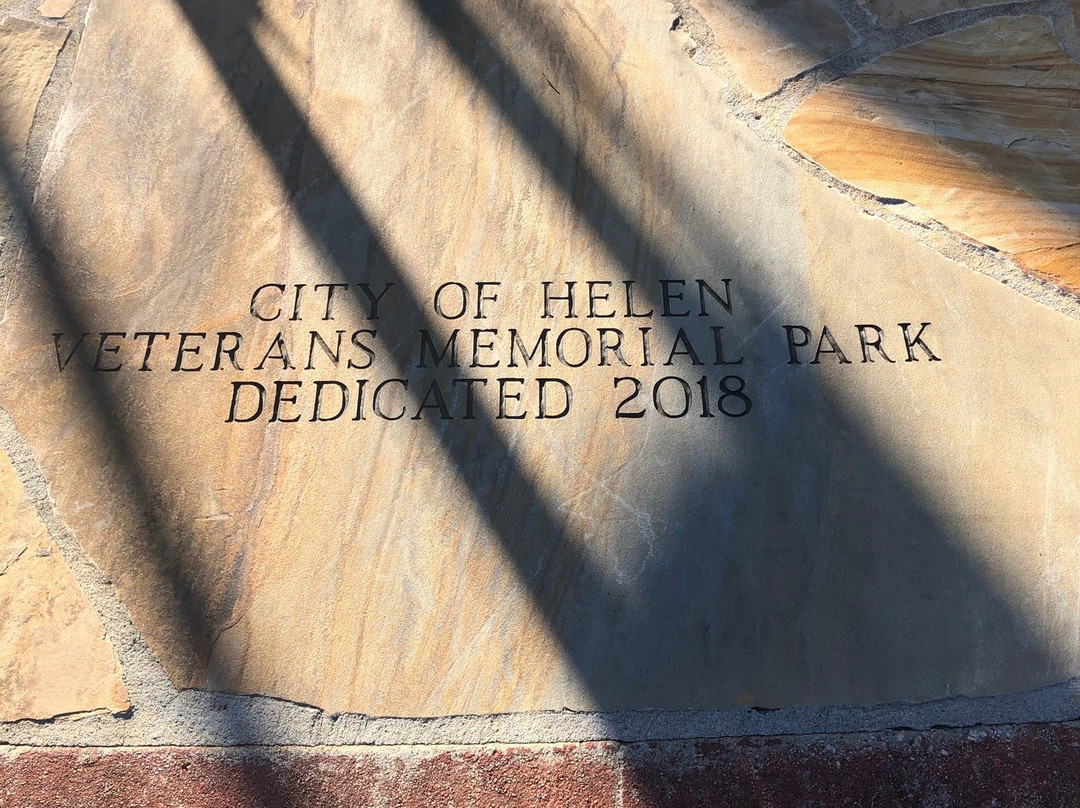 CITY OF HELEN
VETERANS MEMORIAL PARK
DEDICATED 2018